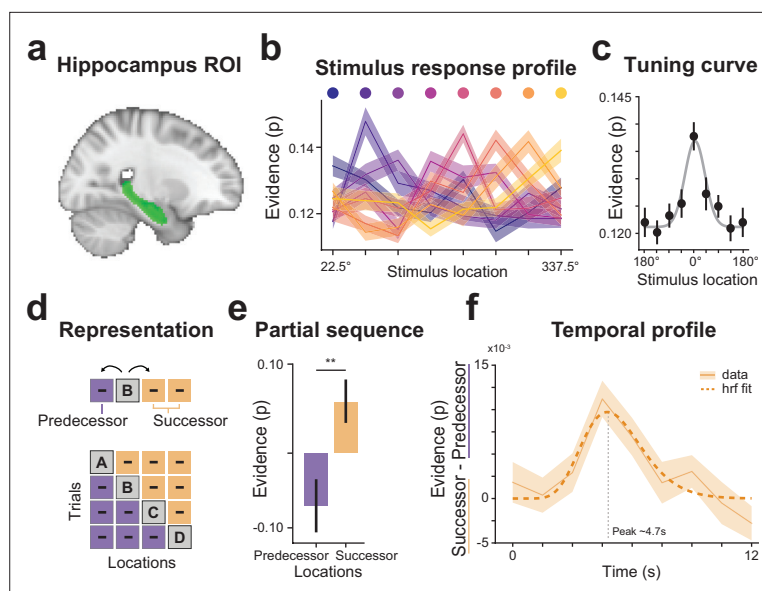 a Hippocampus ROI
b Stimulus response profile
Evidence (p)
0.14
0.12
22.5°
337.5°
Stimulus location
c Tuning curve
Evidence (p)
0.145
0.120
180° 0° 180°
Stimulus location
d Representation
- B - -
Predecessor
Successor
Trials
A - - -
- B - -
- - C -
- - - D
Locations
e Partial sequence
Evidence (p)
0.10
-0.10
**
Predecessor Successor
Locations
f Temporal profile
Successor - Predecessor
Evidence (p)
x10-³
15
0
-5
data
hrf fit
Peak ~4.7s
0 12
Time (s)